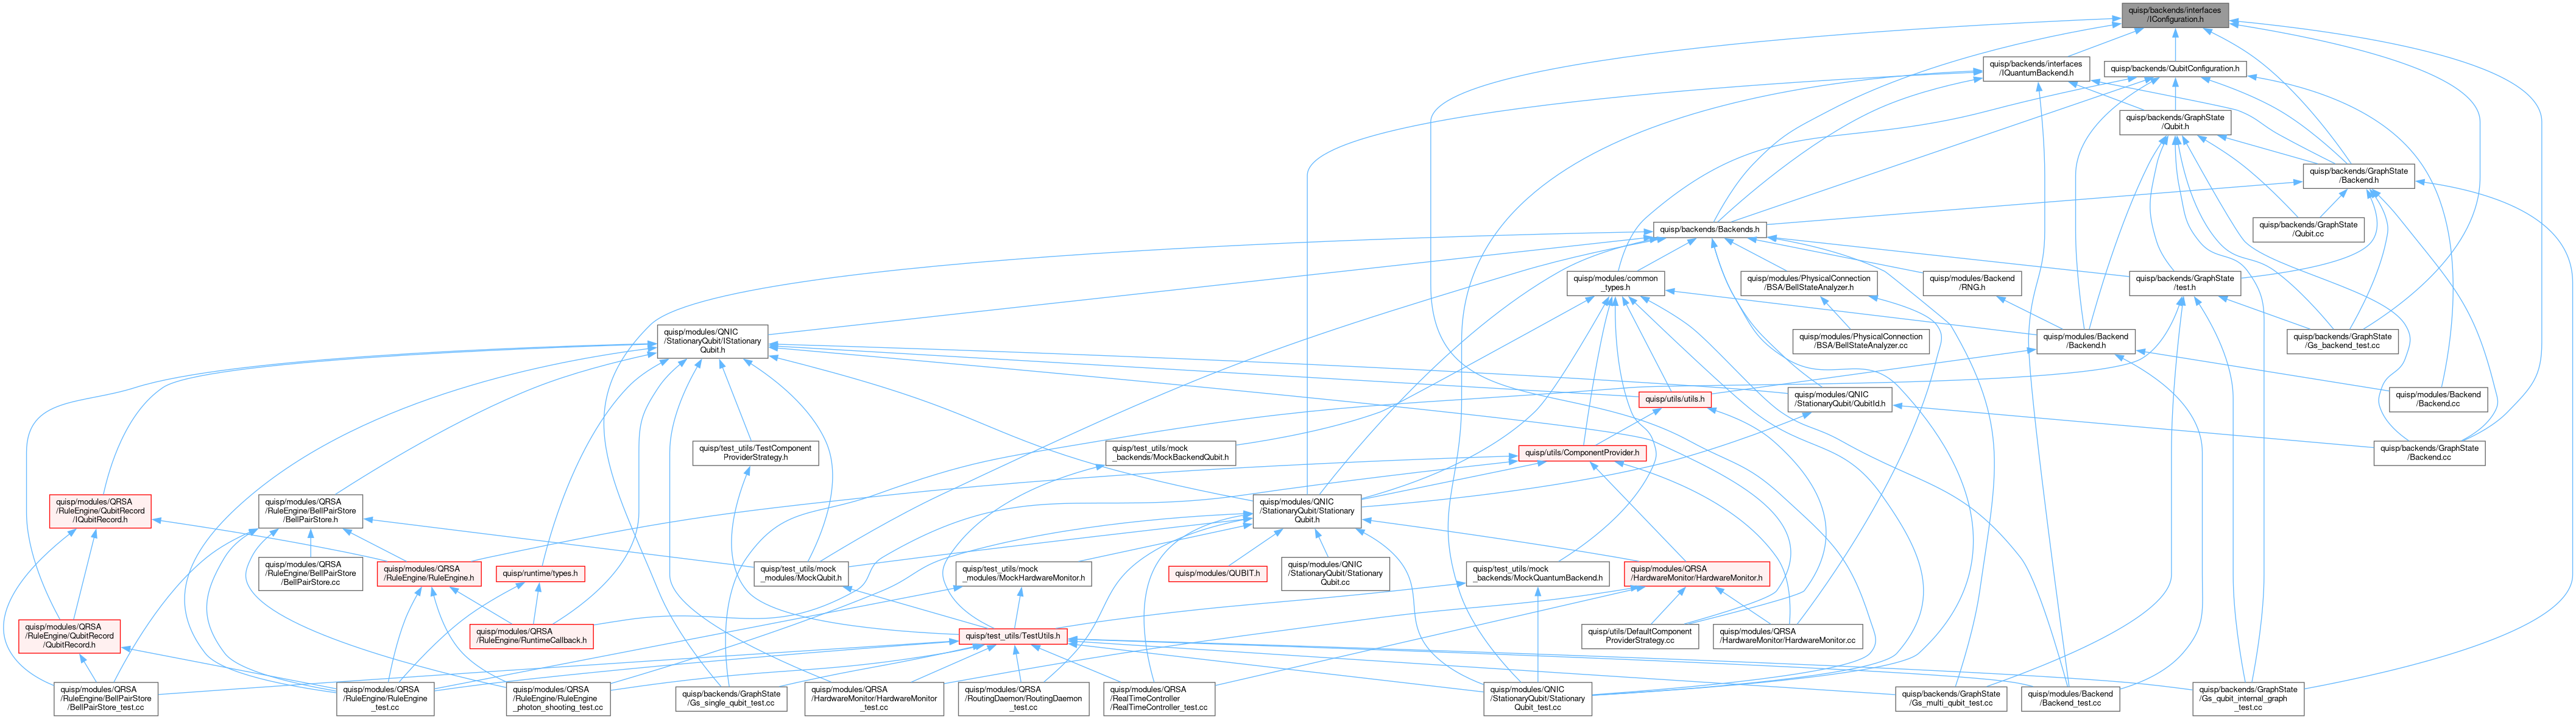 quisp/backends/interfaces
/IConfiguration.h
quisp/backends/interfaces
/IQuantumBackend.h
quisp/backends/QubitConfiguration.h
quisp/backends/GraphState
/Qubit.h
quisp/backends/GraphState
/Backend.h
quisp/backends/GraphState
/Qubit.cc
quisp/backends/Backends.h
quisp/modules/common
_types.h
quisp/modules/PhysicalConnection
/BSA/BellStateAnalyzer.h
quisp/modules/Backend
/RNG.h
quisp/backends/GraphState
/test.h
quisp/modules/QNIC
/StationaryQubit/IStationary
Qubit.h
quisp/modules/PhysicalConnection
/BSA/BellStateAnalyzer.cc
quisp/modules/Backend
/Backend.h
quisp/backends/GraphState
/Gs_backend_test.cc
quisp/utils/utils.h
quisp/modules/QNIC
/StationaryQubit/QubitId.h
quisp/modules/Backend
/Backend.cc
quisp/test_utils/TestComponent
ProviderStrategy.h
quisp/test_utils/mock
_backends/MockBackendQubit.h
quisp/utils/ComponentProvider.h
quisp/backends/GraphState
/Backend.cc
quisp/modules/QRSA
/RuleEngine/QubitRecord
/IQubitRecord.h
quisp/modules/QRSA
/RuleEngine/BellPairStore
/BellPairStore.h
quisp/modules/QNIC
/StationaryQubit/Stationary
Qubit.h
quisp/modules/QRSA
/RuleEngine/BellPairStore
/BellPairStore.cc
quisp/modules/QRSA
/RuleEngine/RuleEngine.h
quisp/runtime/types.h
quisp/test_utils/mock
_modules/MockQubit.h
quisp/test_utils/mock
_modules/MockHardwareMonitor.h
quisp/modules/QUBIT.h
quisp/modules/QNIC
/StationaryQubit/Stationary
Qubit.cc
quisp/test_utils/mock
_backends/MockQuantumBackend.h
quisp/modules/QRSA
/HardwareMonitor/HardwareMonitor.h
quisp/modules/QRSA
/RuleEngine/QubitRecord
/QubitRecord.h
quisp/modules/QRSA
/RuleEngine/RuntimeCallback.h
quisp/test_utils/TestUtils.h
quisp/utils/DefaultComponent
ProviderStrategy.cc
quisp/modules/QRSA
/HardwareMonitor/HardwareMonitor.cc
quisp/modules/QRSA
/RuleEngine/BellPairStore
/BellPairStore_test.cc
quisp/modules/QRSA
/RuleEngine/RuleEngine
_test.cc
quisp/modules/QRSA
/RuleEngine/RuleEngine
_photon_shooting_test.cc
quisp/backends/GraphState
/Gs_single_qubit_test.cc
quisp/modules/QRSA
/HardwareMonitor/HardwareMonitor
_test.cc
quisp/modules/QRSA
/RoutingDaemon/RoutingDaemon
_test.cc
quisp/modules/QRSA
/RealTimeController
/RealTimeController_test.cc
quisp/modules/QNIC
/StationaryQubit/Stationary
Qubit_test.cc
quisp/backends/GraphState
/Gs_multi_qubit_test.cc
quisp/modules/Backend
/Backend_test.cc
quisp/backends/GraphState
/Gs_qubit_internal_graph
_test.cc